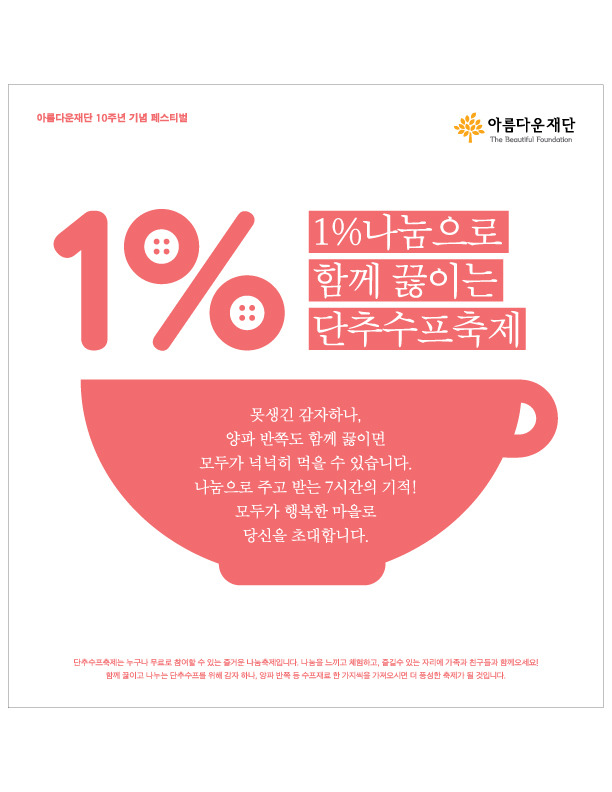 아름다운재단 10주년 기념 페스티벌
아름다운재단
The Beautiful Foundation
1%
1%나눔으로
함께 끓이는
단추수프축제
못생긴 감자하나,
양파 반쪽도 함께 끓이면
모두가 넉넉히 먹을 수 있습니다.
나눔으로 주고 받는 7시간의 기적!
모두가 행복한 마을로
당신을 초대합니다.
단추수프축제는 누구나 무료로 참여할 수 있는 즐거운 나눔축제입니다. 나눔을 느끼고 체험하고, 즐길수 있는 자리에 가족과 친구들과 함께오세요!
함께 끓이고 나누는 단추수프를 위해 감자 하나, 양파 반쪽 등 수프재료 한 가지씩을 가져오시면 더 풍성한 축제가 될 것입니다.